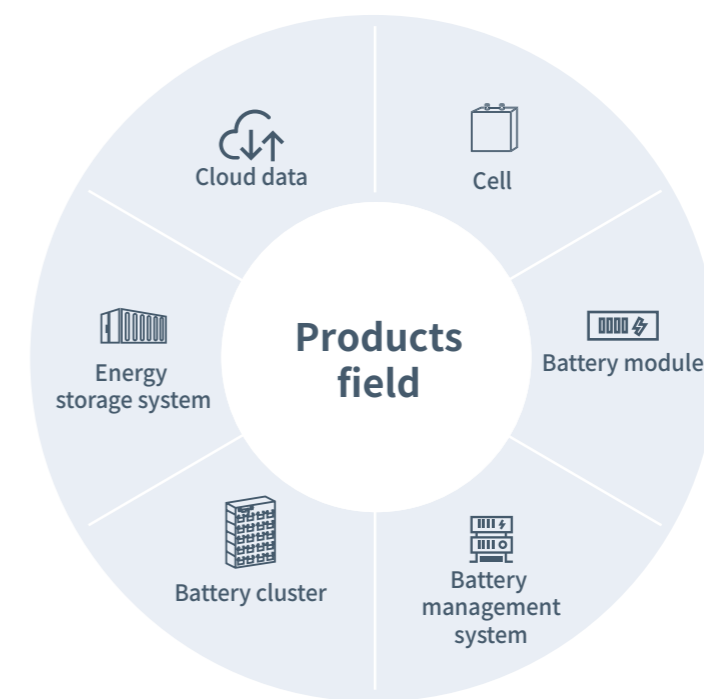 Cloud data
Cell
Products
field
Energy
storage system
Battery module
Battery cluster
Battery
management
system